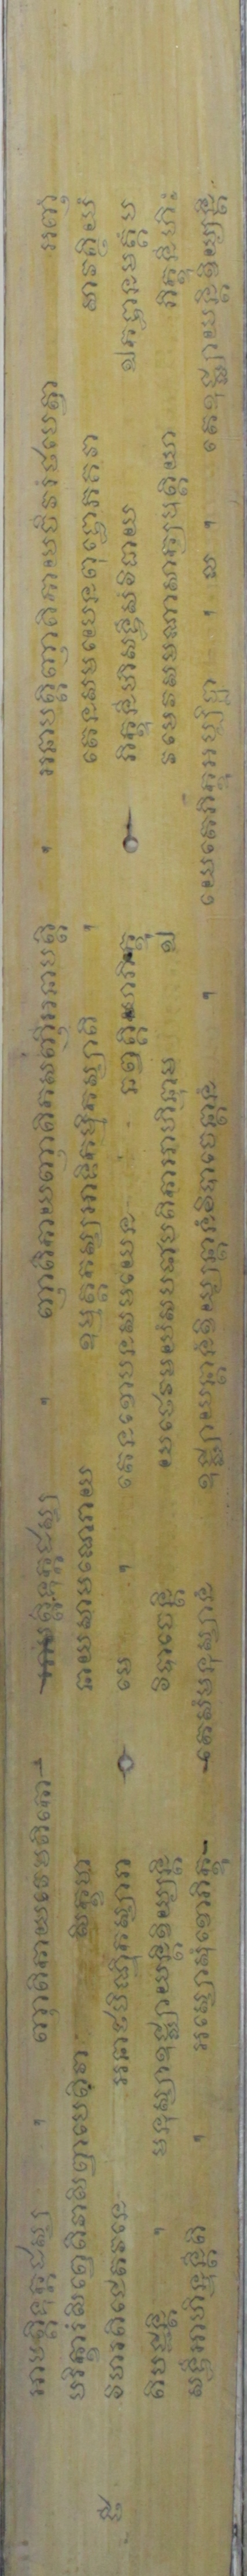 អាបត្តិទុក្កដស្ស ។ ញាតិកាយវេមតិកោ អាបត្តិទុក្កដស្ស ។ ញាតិកាយញាតិកសញ្ញីអនាបត្តិ ។ អនាបត្តិញាតិកាយចីវរំថបេត្វា អញ្ញំ
បរិក្ខារំសិព្វេតិវាសិព្វាបេតិវា សិក្ខមា នាយសាមណេរាយ ឧម្មត្តកស្សអាទិកម្មិកស្សាតិ ។ តេនសមយេនពុទ្ធោភគវា សាវត្ថិយំ
វិហរតិជេតវនេ អនាថបិណ្ឌិកស្សារា មេ ។ តេនខោបនសមយេន ឆព្វគ្គិយាភិក្ខូ ភិក្ខុនីហិសទ្ធឹសំវិធាយ ឯកទ្ធានមគ្គំប
តិបជ្ជន្តិ ។ មនុស្សាឧជ្ឈាយន្តិខិយ្យន្តិ វិបាចេន្តិ យថេវមយំសបជាបតិកាអាហិណ្ឌាម ឯ វមេវសមណាសាក្យបុត្តិយា ភិក្ខុនីហិ
សទ្ធឹអាហិឌន្តីតិ ។ អស្សោសុំខោភិក្ខូ តេសំមនុស្សានំ ឧជ្ឈាយន្តានំខិយ្យន្តានំវិបាចេន្តានំ ។ យេតេភិក្ខូអប្បិច្ឆា ។ ល ។ តេឧជ្ឈាយន្តិខិយ្យន្តិ